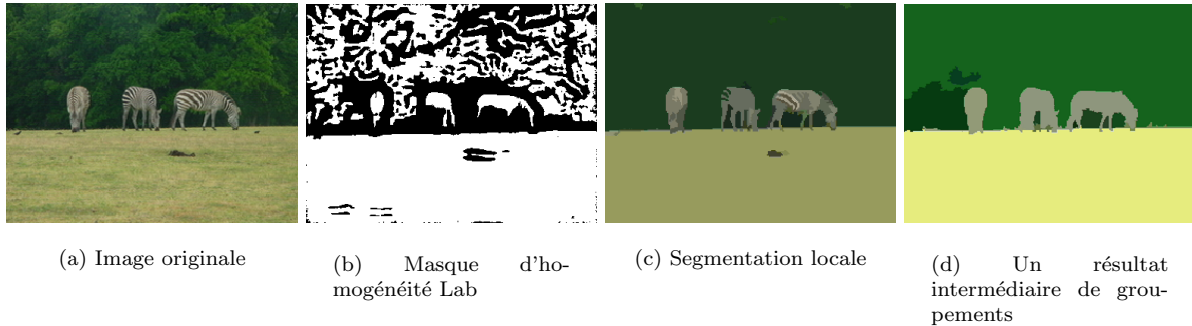 (a) Image originale
(b) Masque d'ho-
mogénéité Lab
(c) Segmentation locale
(d) Un résultat
intermédiaire de grou-
pements